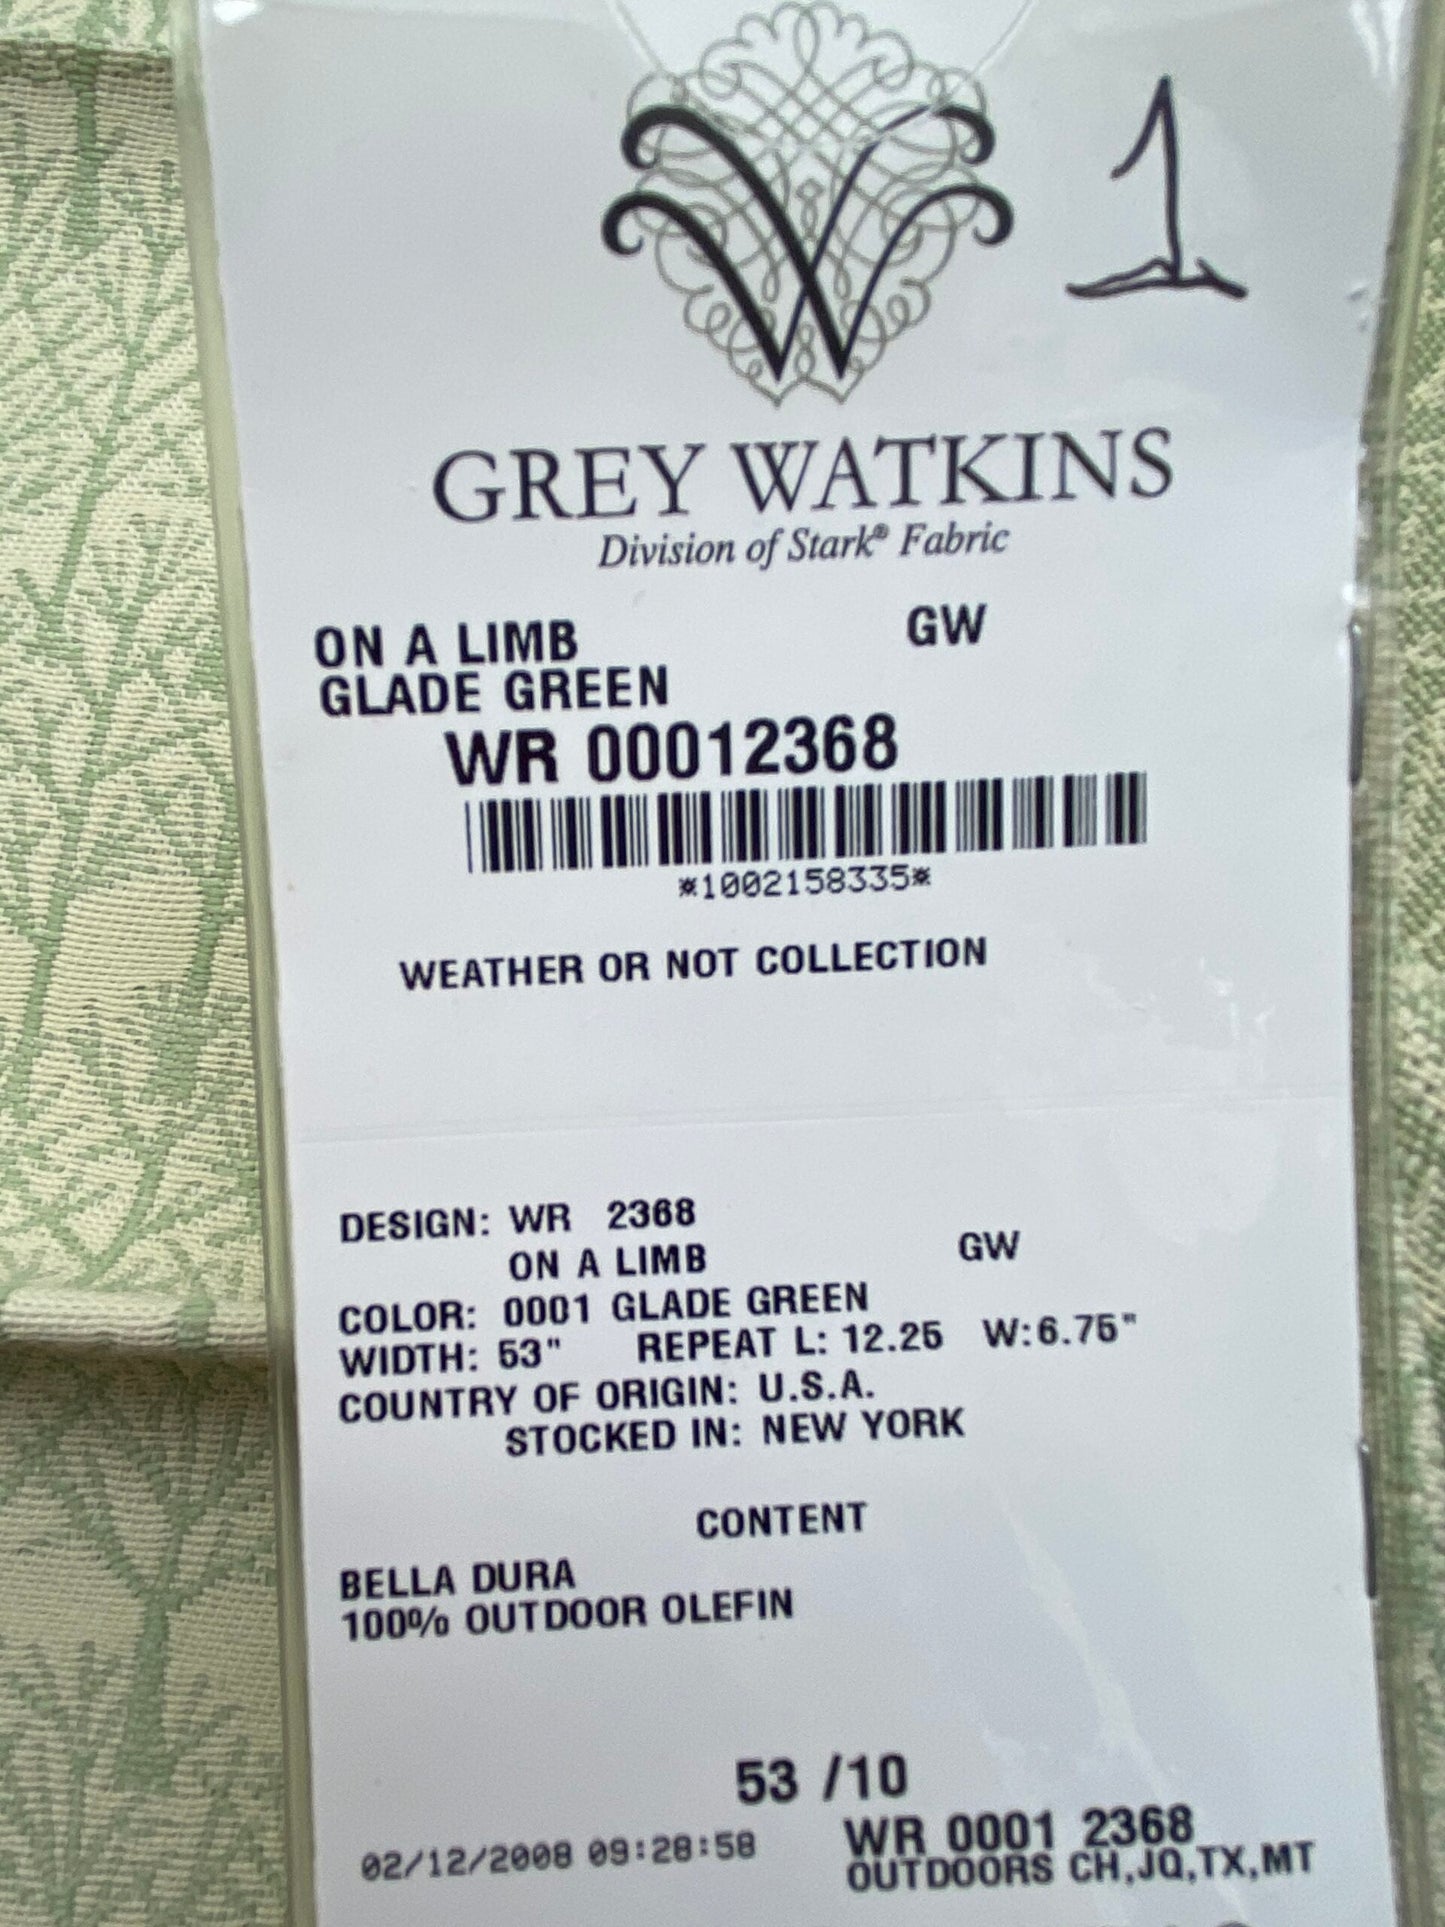 1
GREY WATKINS
Division of Stark® Fabric
ON A LIMB GW
GLADE GREEN
WR 00012368
*1002158335*
WEATHER OR NOT COLLECTION
DESIGN: WR 2368
ON A LIMB GW
COLOR: 0001 GLADE GREEN
WIDTH: 53" REPEAT L: 12.25 W:6.75"
COUNTRY OF ORIGIN: U.S.A.
STOCKED IN: NEW YORK
CONTENT
BELLA DURA
100% OUTDOOR OLEFIN
53 /10
02/12/2008 09:28:58 WR 0001 2368
OUTDOORS CH,JQ,TX,MT